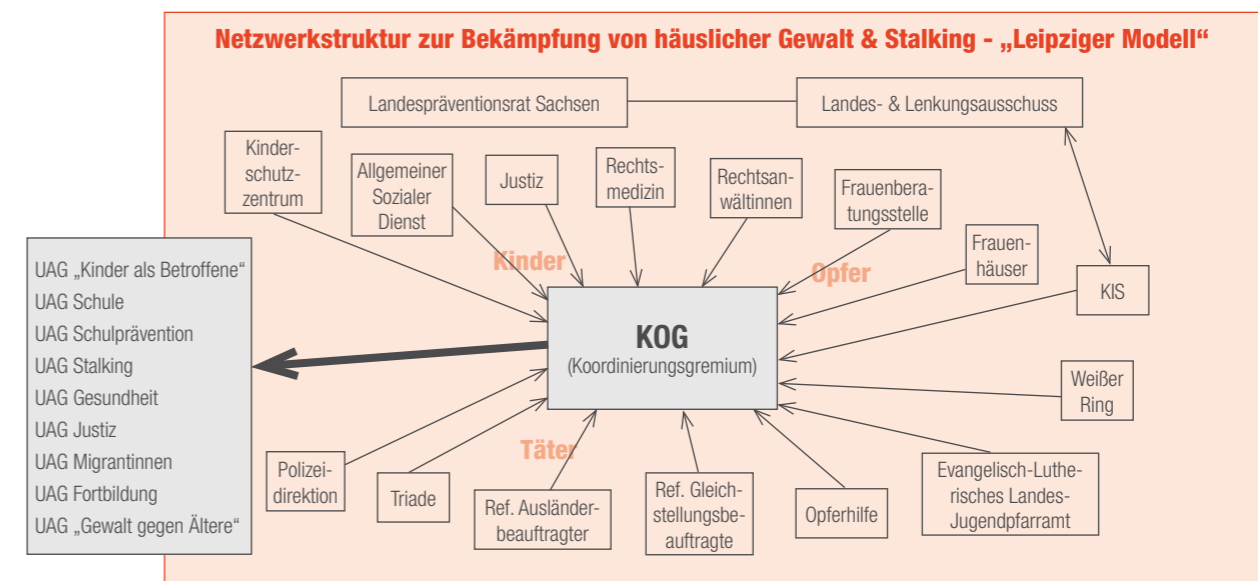 Netzwerkstruktur zur Bekämpfung von häuslicher Gewalt & Stalking - „Leipziger Modell“
Landespräventionsrat Sachsen
Landes- & Lenkungsausschuss
Kinder-
schutz-
zentrum
Allgemeiner
Sozialer
Dienst
Justiz
Rechts-
medizin
Rechtsan-
wältinnen
Frauenbera-
tungsstelle
Frauen-
häuser
KIS
Kinder
Opfer
UAG „Kinder als Betroffene“
UAG Schule
UAG Schulprävention
UAG Stalking
UAG Gesundheit
UAG Justiz
UAG Migrantinnen
UAG Fortbildung
UAG „Gewalt gegen Ältere“
KOG
(Koordinierungsgremium)
Weißer
Ring
Täter
Polizei-
direktion
Triade
Ref. Ausländer-
beauftragter
Ref. Gleich-
stellungsbe-
auftragte
Opferhilfe
Evangelisch-Luthe-
risches Landes-
Jugendpfarramt